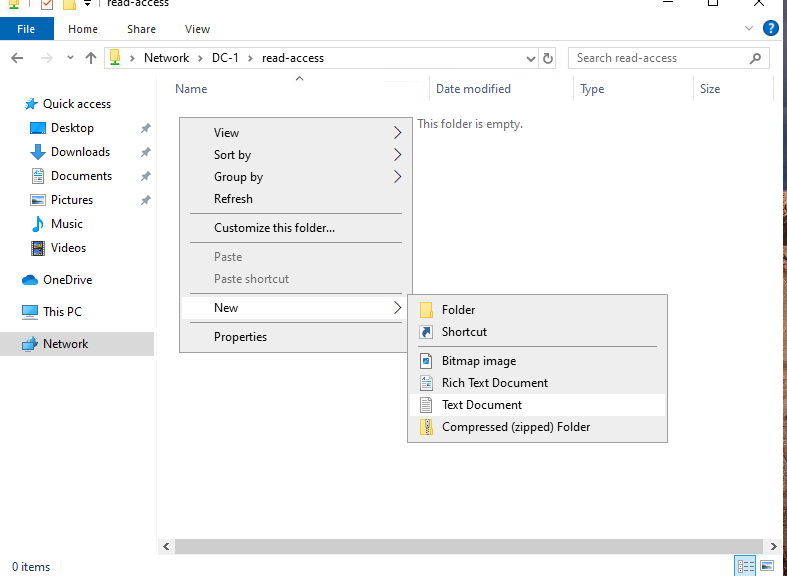 read-access
File Home Share View
Network DC-1 read-access
Search read-access
Name Date modified Type Size
This folder is empty.
Quick access
Desktop
Downloads
Documents
Pictures
Music
Videos
OneDrive
This PC
Network
View
Sort by
Group by
Refresh
Customize this folder...
Paste
Paste shortcut
New
Properties
Folder
Shortcut
Bitmap image
Rich Text Document
Text Document
Compressed (zipped) Folder
0 items